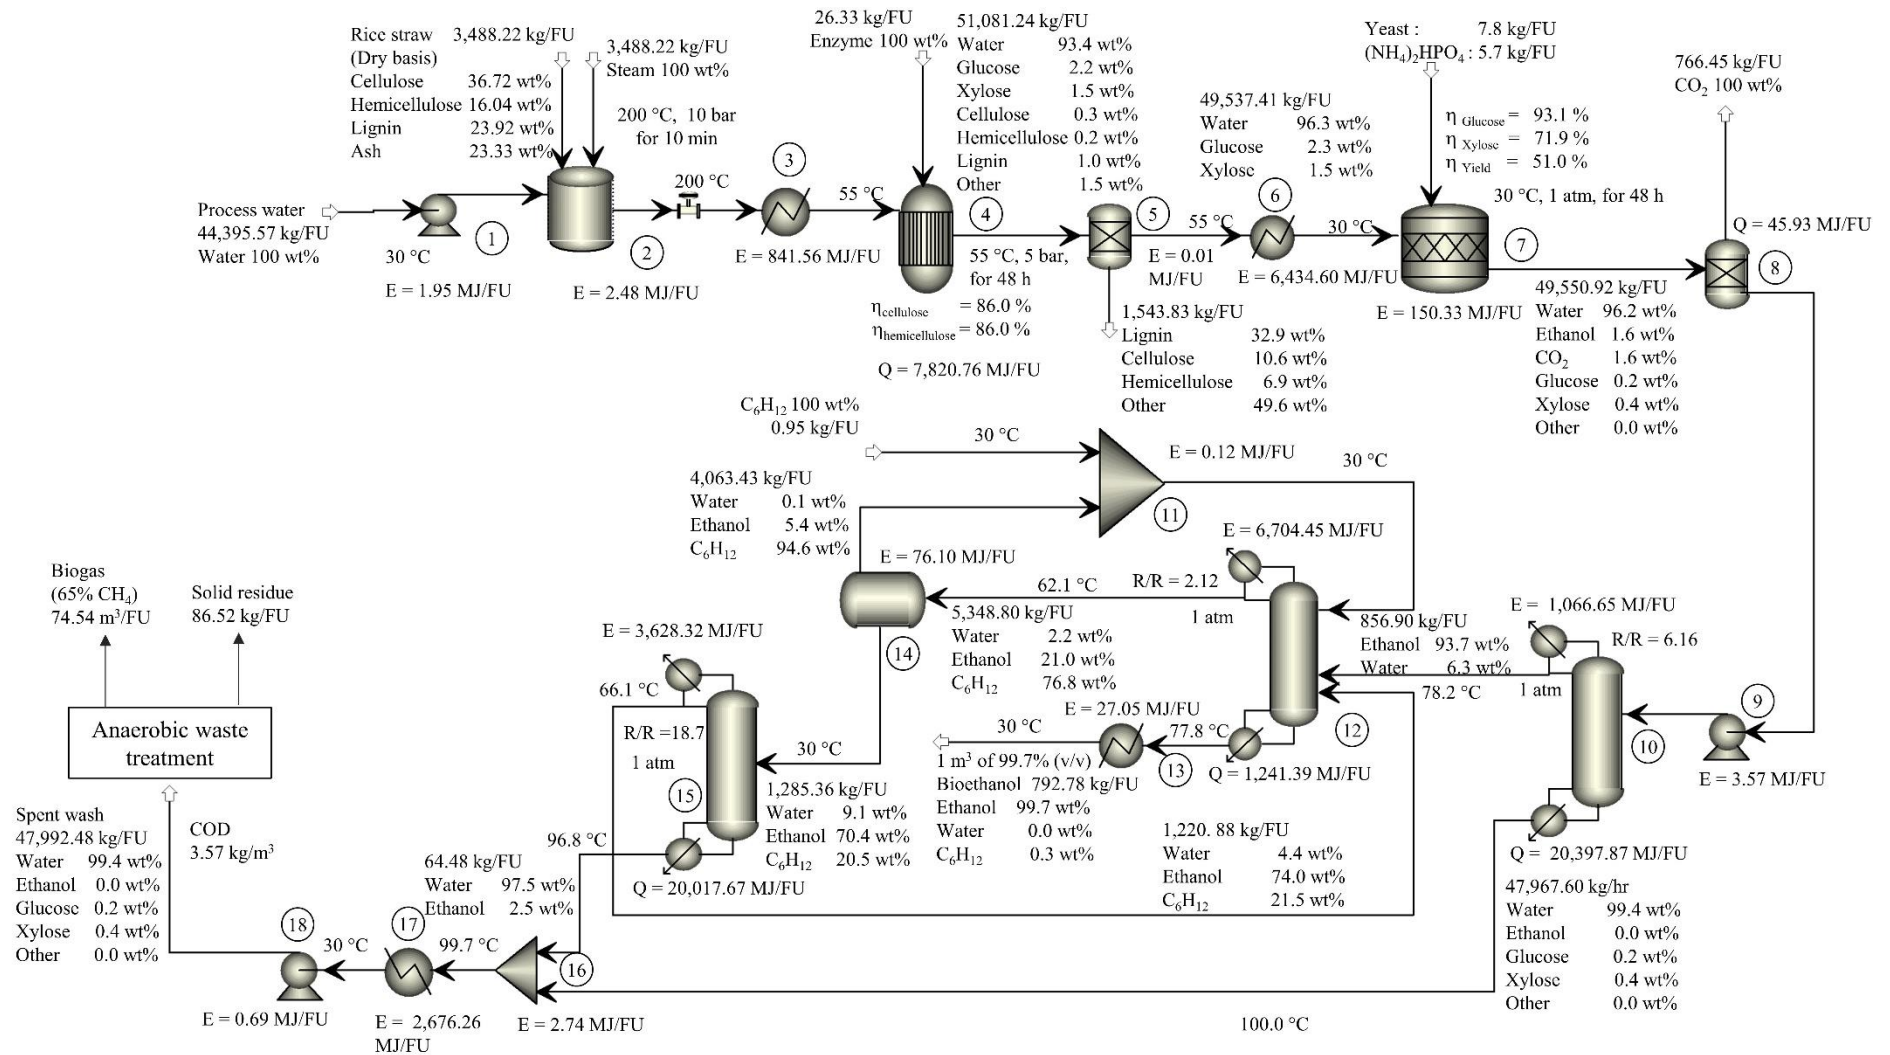 Rice straw 3,488.22 kg/FU
(Dry basis)
Cellulose 36.72 wt%
Hemicellulose 16.04 wt%
Lignin 23.92 wt%
Ash 23.33 wt%
3,488.22 kg/FU
Steam 100 wt%
200 °C, 10 bar
for 10 min
Process water
44,395.57 kg/FU
Water 100 wt%
30 °C
1
E = 1.95 MJ/FU
2
E = 2.48 MJ/FU
200 °C
3
E = 841.56 MJ/FU
55 °C
26.33 kg/FU
Enzyme 100 wt%
4
55 °C, 5 bar,
for 48 h
ηcellulose = 86.0 %
ηhemicellulose = 86.0 %
Q = 7,820.76 MJ/FU
51,081.24 kg/FU
Water 93.4 wt%
Glucose 2.2 wt%
Xylose 1.5 wt%
Cellulose 0.3 wt%
Hemicellulose 0.2 wt%
Lignin 1.0 wt%
Other 1.5 wt%
5
E = 0.01
MJ/FU
1,543.83 kg/FU
Lignin 32.9 wt%
Cellulose 10.6 wt%
Hemicellulose 6.9 wt%
Other 49.6 wt%
55 °C
49,537.41 kg/FU
Water 96.3 wt%
Glucose 2.3 wt%
Xylose 1.5 wt%
6
E = 6,434.60 MJ/FU
30 °C
Yeast : 7.8 kg/FU
(NH4)2HPO4 : 5.7 kg/FU
η Glucose = 93.1 %
η Xylose = 71.9 %
η Yield = 51.0 %
30 °C, 1 atm, for 48 h
7
E = 150.33 MJ/FU
49,550.92 kg/FU
Water 96.2 wt%
Ethanol 1.6 wt%
CO2 1.6 wt%
Glucose 0.2 wt%
Xylose 0.4 wt%
Other 0.0 wt%
766.45 kg/FU
CO2 100 wt%
Q = 45.93 MJ/FU
8
C6H12 100 wt%
0.95 kg/FU
30 °C
E = 0.12 MJ/FU
30 °C
11
4,063.43 kg/FU
Water 0.1 wt%
Ethanol 5.4 wt%
C6H12 94.6 wt%
E = 76.10 MJ/FU
14
62.1 °C
5,348.80 kg/FU
Water 2.2 wt%
Ethanol 21.0 wt%
C6H12 76.8 wt%
E = 6,704.45 MJ/FU
R/R = 2.12
1 atm
12
856.90 kg/FU
Ethanol 93.7 wt%
Water 6.3 wt%
78.2 °C
E = 1,066.65 MJ/FU
R/R = 6.16
1 atm
10
9
E = 3.57 MJ/FU
Q = 20,397.87 MJ/FU
47,967.60 kg/hr
Water 99.4 wt%
Ethanol 0.0 wt%
Glucose 0.2 wt%
Xylose 0.4 wt%
Other 0.0 wt%
Q = 1,241.39 MJ/FU
77.8 °C
13
E = 27.05 MJ/FU
30 °C
1 m3 of 99.7% (v/v)
Bioethanol 792.78 kg/FU
Ethanol 99.7 wt%
Water 0.0 wt%
C6H12 0.3 wt%
1,220. 88 kg/FU
Water 4.4 wt%
Ethanol 74.0 wt%
C6H12 21.5 wt%
E = 3,628.32 MJ/FU
66.1 °C
R/R =18.7
1 atm
15
30 °C
1,285.36 kg/FU
Water 9.1 wt%
Ethanol 70.4 wt%
C6H12 20.5 wt%
Q = 20,017.67 MJ/FU
96.8 °C
64.48 kg/FU
Water 97.5 wt%
Ethanol 2.5 wt%
16
E = 2.74 MJ/FU
100.0 °C
99.7 °C
17
E = 2,676.26
MJ/FU
30 °C
18
E = 0.69 MJ/FU
COD
3.57 kg/m3
Spent wash
47,992.48 kg/FU
Water 99.4 wt%
Ethanol 0.0 wt%
Glucose 0.2 wt%
Xylose 0.4 wt%
Other 0.0 wt%
Anaerobic waste
treatment
Biogas
(65% CH4)
74.54 m3/FU
Solid residue
86.52 kg/FU